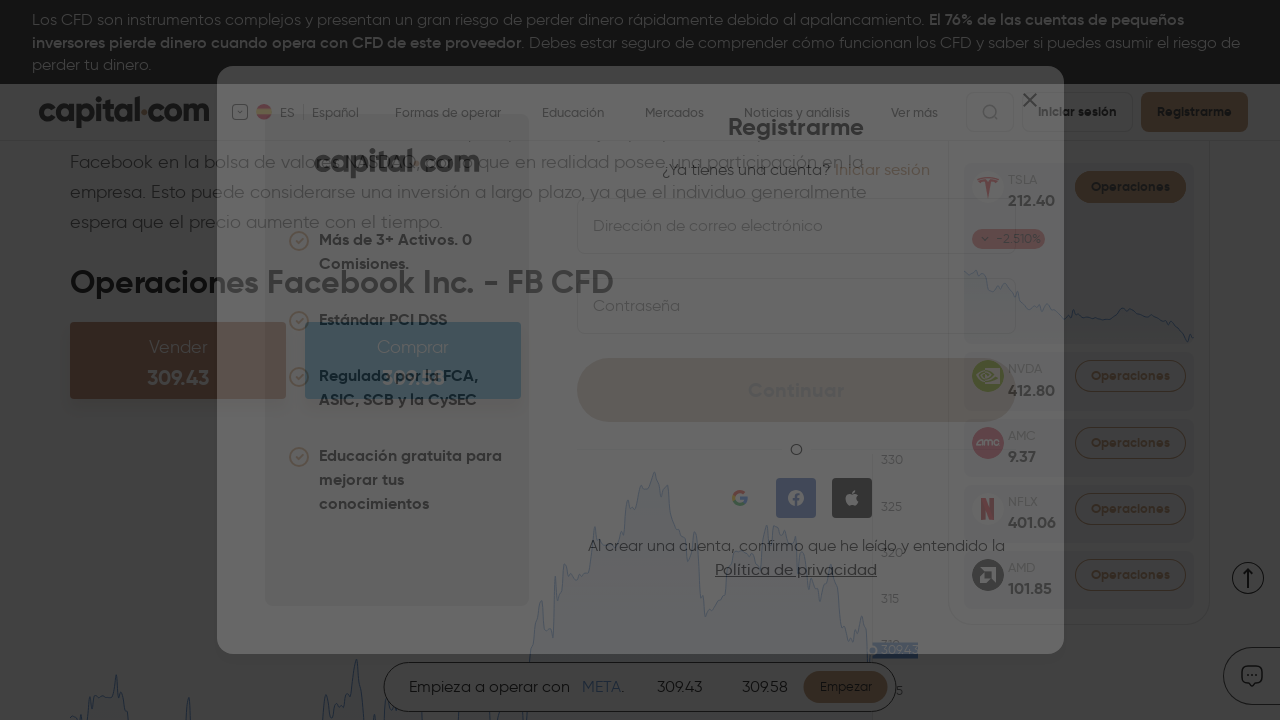 Los CFD son instrumentos complejos y presentan un gran riesgo de perder dinero rápidamente debido al apalancamiento. El 76% de las cuentas de pequeños
inversores pierde dinero cuando opera con CFD de este proveedor. Debes estar seguro de comprender cómo funcionan los CFD y saber si puedes asumir el riesgo de
perder tu dinero.
capital.com
ES
Español
Formas de operar
Educación
Mercados
Noticias y análisis
Ver más
Iniciar sesión
Registrarme
Facebook en la bolsa de valores NASDAQ, por lo que en realidad posee una participación en la
empresa. Esto puede considerarse una inversión a largo plazo, ya que el individuo generalmente
espera que el precio aumente con el tiempo.
Operaciones Facebook Inc. - FB CFD
Vender
309.43
Comprar
capital.com
Más de 3+ Activos. 0
Comisiones.
Estándar PCI DSS
Regulado por la FCA,
ASIC, SCB y la CySEC
Educación gratuita para
mejorar tus
conocimientos
Registrarme
¿Ya tienes una cuenta? Iniciar sesión
Dirección de correo electrónico
Contraseña
Continuar
O
Al crear una cuenta, confirmo que he leído y entendido la
Política de privacidad
330
325
320
315
310
309.43
TSLA
212.40
Operaciones
-2.510%
NVDA
412.80
Operaciones
AMC
9.37
Operaciones
NFLX
401.06
Operaciones
AMD
101.85
Operaciones
Empieza a operar con META.
309.43
309.58
Empezar